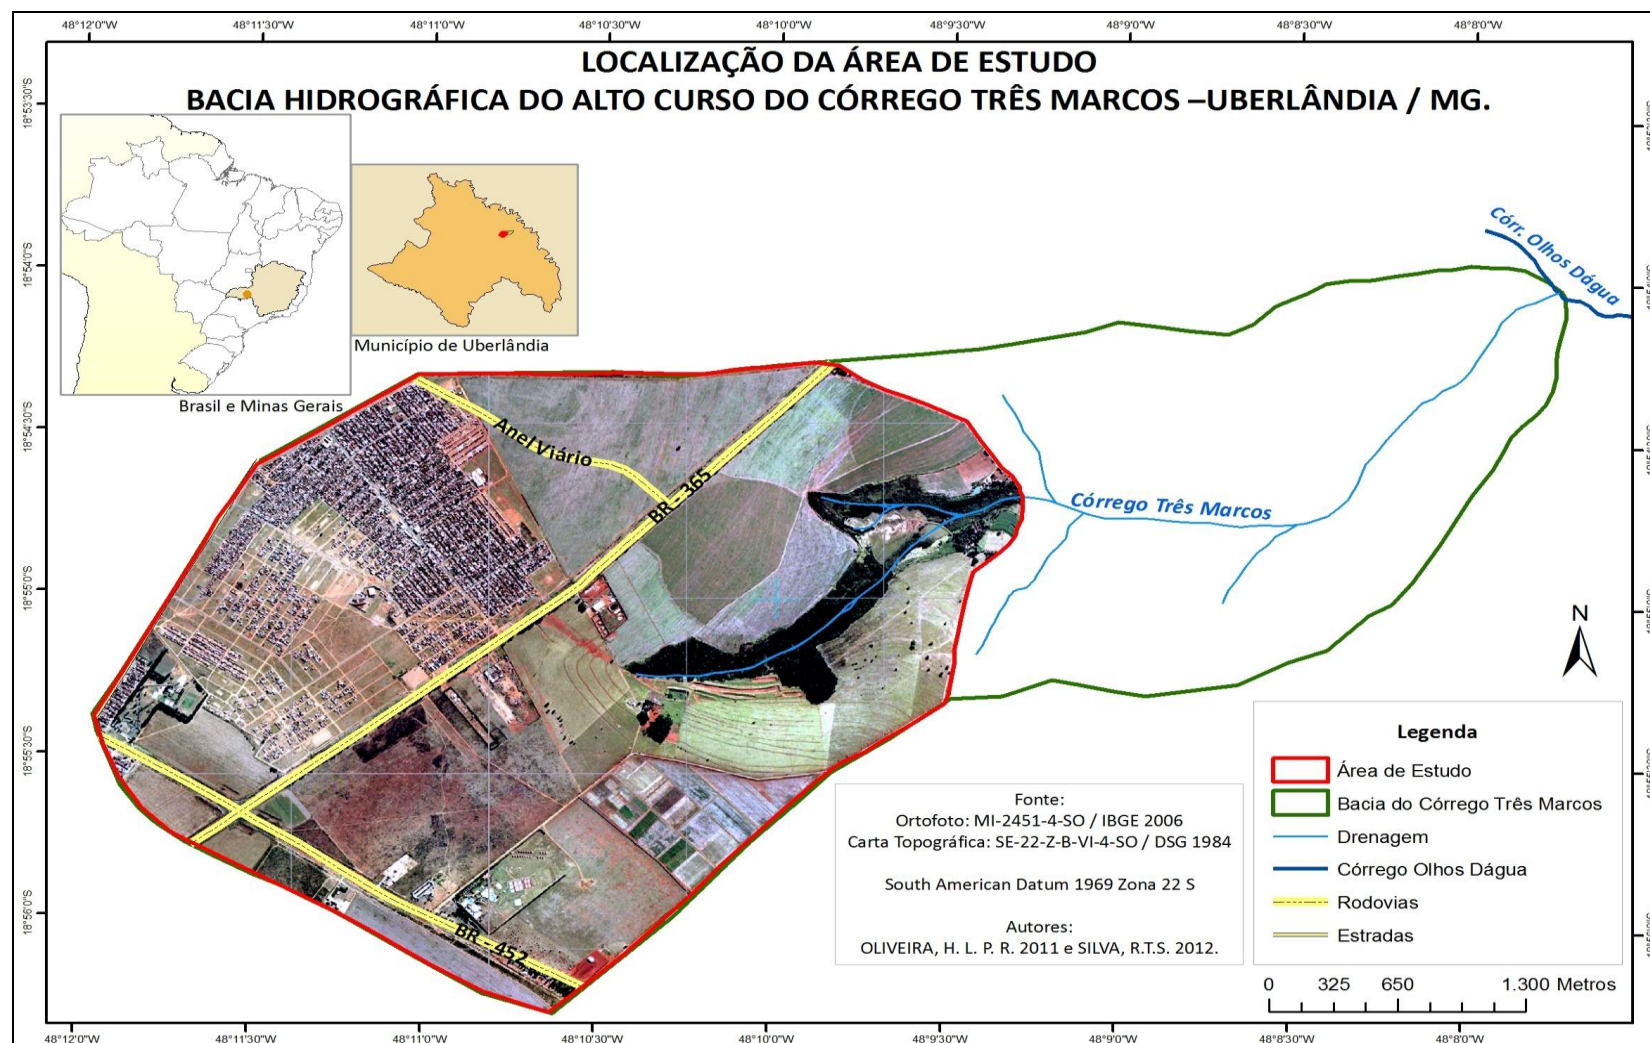 48°12'0"W 48°11'30"W 48°11'0"W 48°10'30"W 48°10'0"W 48°9'30"W 48°9'0"W 48°8'30"W 48°8'0"W
LOCALIZAÇÃO DA ÁREA DE ESTUDO
BACIA HIDROGRÁFICA DO ALTO CURSO DO CÓRREGO TRÊS MARCOS –UBERLÂNDIA / MG.
18°53'30"S
18°54'0"S
18°54'30"S
18°55'0"S
18°55'30"S
18°56'0"S
Município de Uberlândia
Brasil e Minas Gerais
Córr. Olhos Dágua
Anel Viário
BR - 365
Córrego Três Marcos
BR - 452
N
Fonte:
Ortofoto: MI-2451-4-SO / IBGE 2006
Carta Topográfica: SE-22-Z-B-VI-4-SO / DSG 1984
South American Datum 1969 Zona 22 S
Autores:
OLIVEIRA, H. L. P. R. 2011 e SILVA, R.T.S. 2012.
Legenda
Área de Estudo
Bacia do Córrego Três Marcos
Drenagem
Córrego Olhos Dágua
Rodovias
Estradas
0 325 650 1.300 Metros
48°12'0"W 48°11'30"W 48°11'0"W 48°10'30"W 48°10'0"W 48°9'30"W 48°9'0"W 48°8'30"W 48°8'0"W